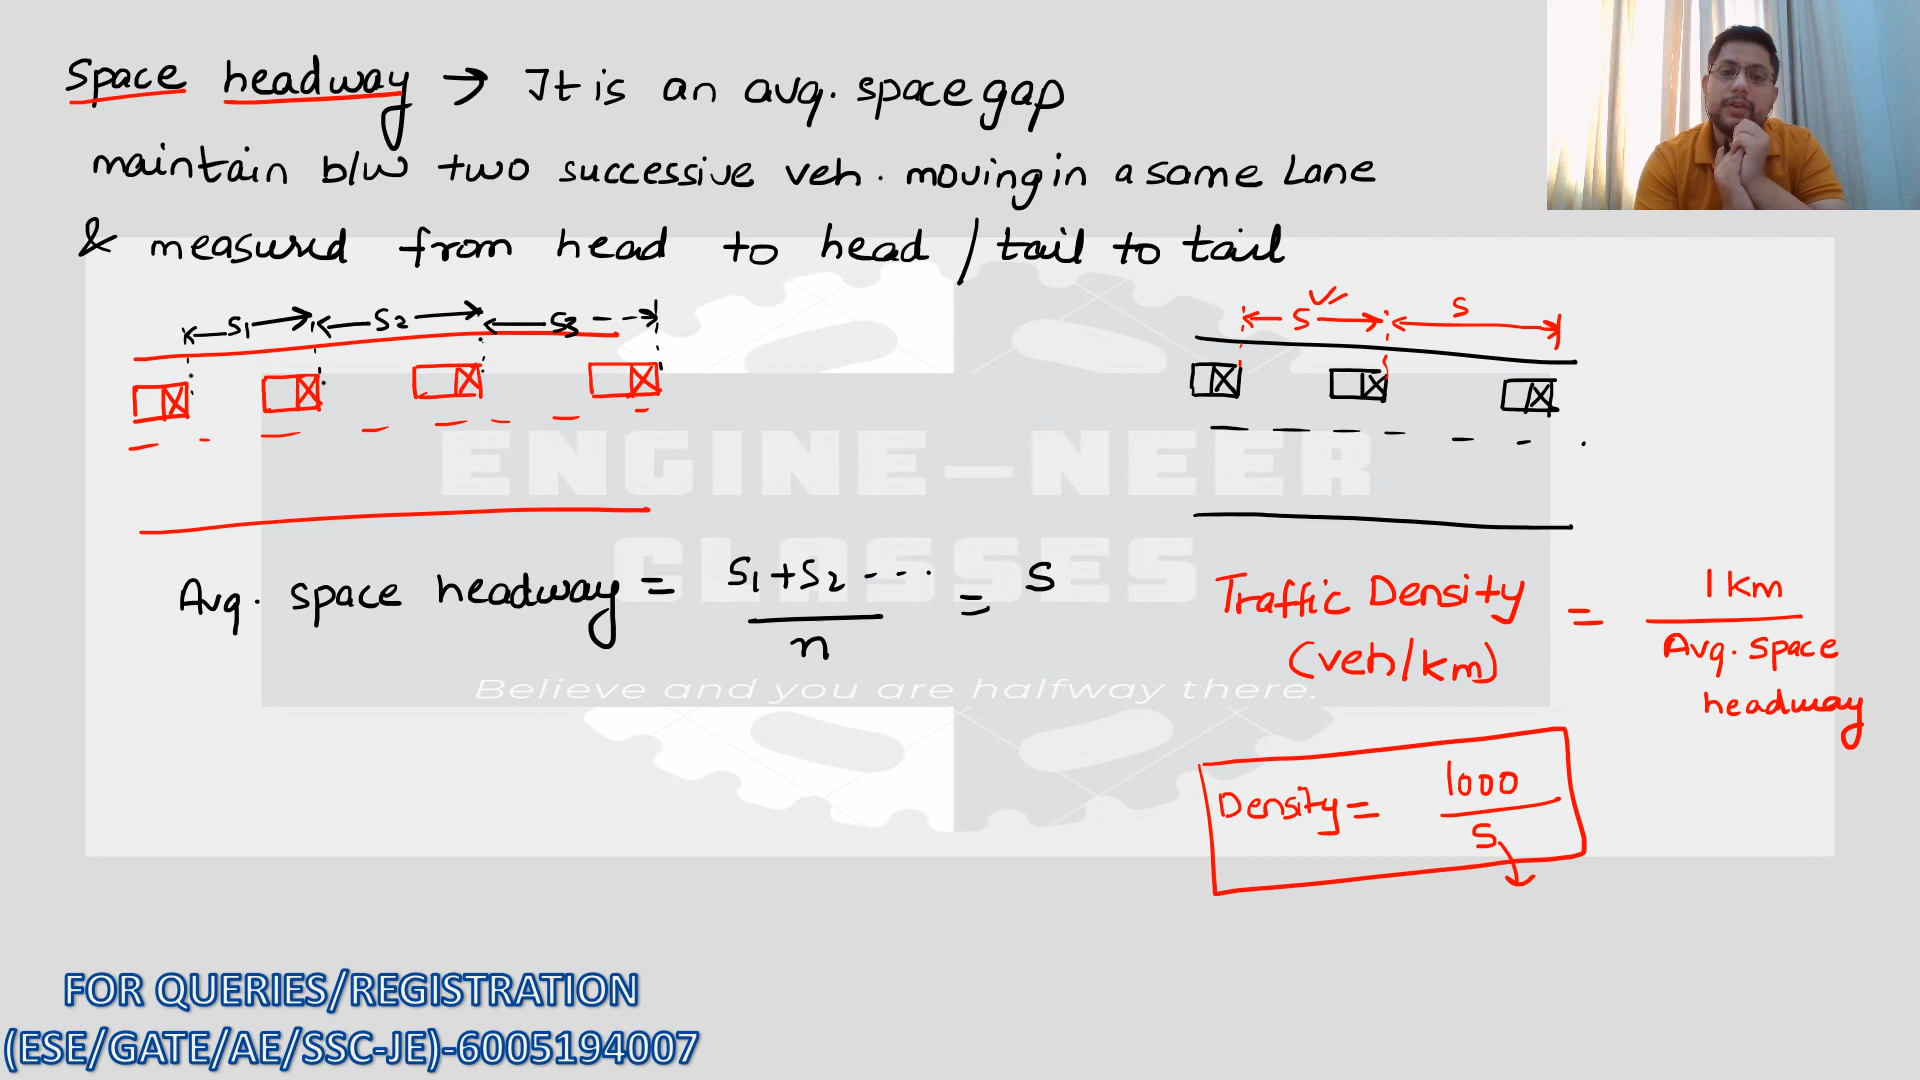 Space headway → It is an avg. space gap
maintain b/w two successive veh. moving in a same Lane
& measured from head to head / tail to tail
S1 S2 S3
S S
ENGINE-NEER
CLASSES
Avg. space headway = S1+S2 --- / n = S
Traffic Density (veh/km) = 1 km / Avg. space headway
Believe and you are halfway there.
Density = 1000 / S
FOR QUERIES/REGISTRATION
(ESE/GATE/AE/SSC-JE)-6005194007